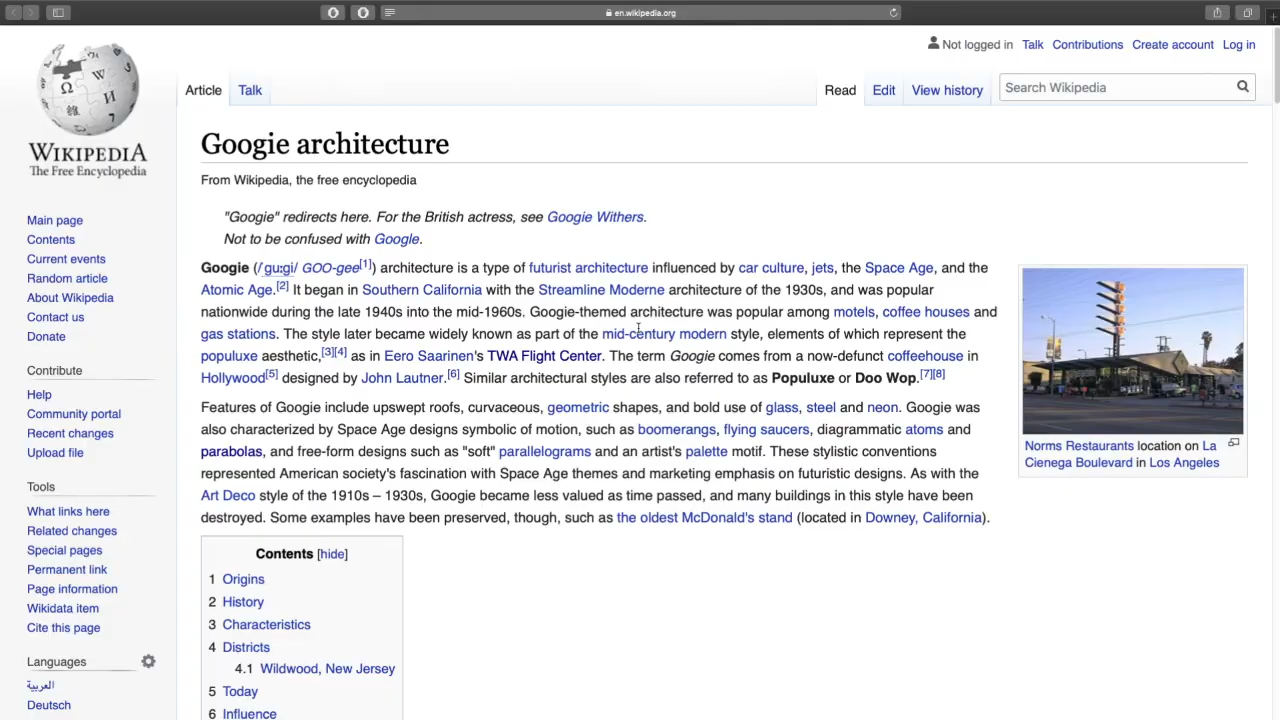 en.wikipedia.org
Not logged in Talk Contributions Create account Log in
Article Talk Read Edit View history Search Wikipedia
WIKIPEDIA
The Free Encyclopedia
Main page
Contents
Current events
Random article
About Wikipedia
Contact us
Donate
Contribute
Help
Community portal
Recent changes
Upload file
Tools
What links here
Related changes
Special pages
Permanent link
Page information
Wikidata item
Cite this page
Languages
العربية
Deutsch
Googie architecture
From Wikipedia, the free encyclopedia
"Googie" redirects here. For the British actress, see Googie Withers.
Not to be confused with Google.
Googie (/ˈɡuːɡi/ GOO-gee[1]) architecture is a type of futurist architecture influenced by car culture, jets, the Space Age, and the
Atomic Age.[2] It began in Southern California with the Streamline Moderne architecture of the 1930s, and was popular
nationwide during the late 1940s into the mid-1960s. Googie-themed architecture was popular among motels, coffee houses and
gas stations. The style later became widely known as part of the mid-century modern style, elements of which represent the
populuxe aesthetic,[3][4] as in Eero Saarinen's TWA Flight Center. The term Googie comes from a now-defunct coffeehouse in
Hollywood[5] designed by John Lautner.[6] Similar architectural styles are also referred to as Populuxe or Doo Wop.[7][8]
Features of Googie include upswept roofs, curvaceous, geometric shapes, and bold use of glass, steel and neon. Googie was
also characterized by Space Age designs symbolic of motion, such as boomerangs, flying saucers, diagrammatic atoms and
parabolas, and free-form designs such as "soft" parallelograms and an artist's palette motif. These stylistic conventions
represented American society's fascination with Space Age themes and marketing emphasis on futuristic designs. As with the
Art Deco style of the 1910s – 1930s, Googie became less valued as time passed, and many buildings in this style have been
destroyed. Some examples have been preserved, though, such as the oldest McDonald's stand (located in Downey, California).
Norms Restaurants location on La
Cienega Boulevard in Los Angeles
Contents [hide]
1 Origins
2 History
3 Characteristics
4 Districts
4.1 Wildwood, New Jersey
5 Today
6 Influence